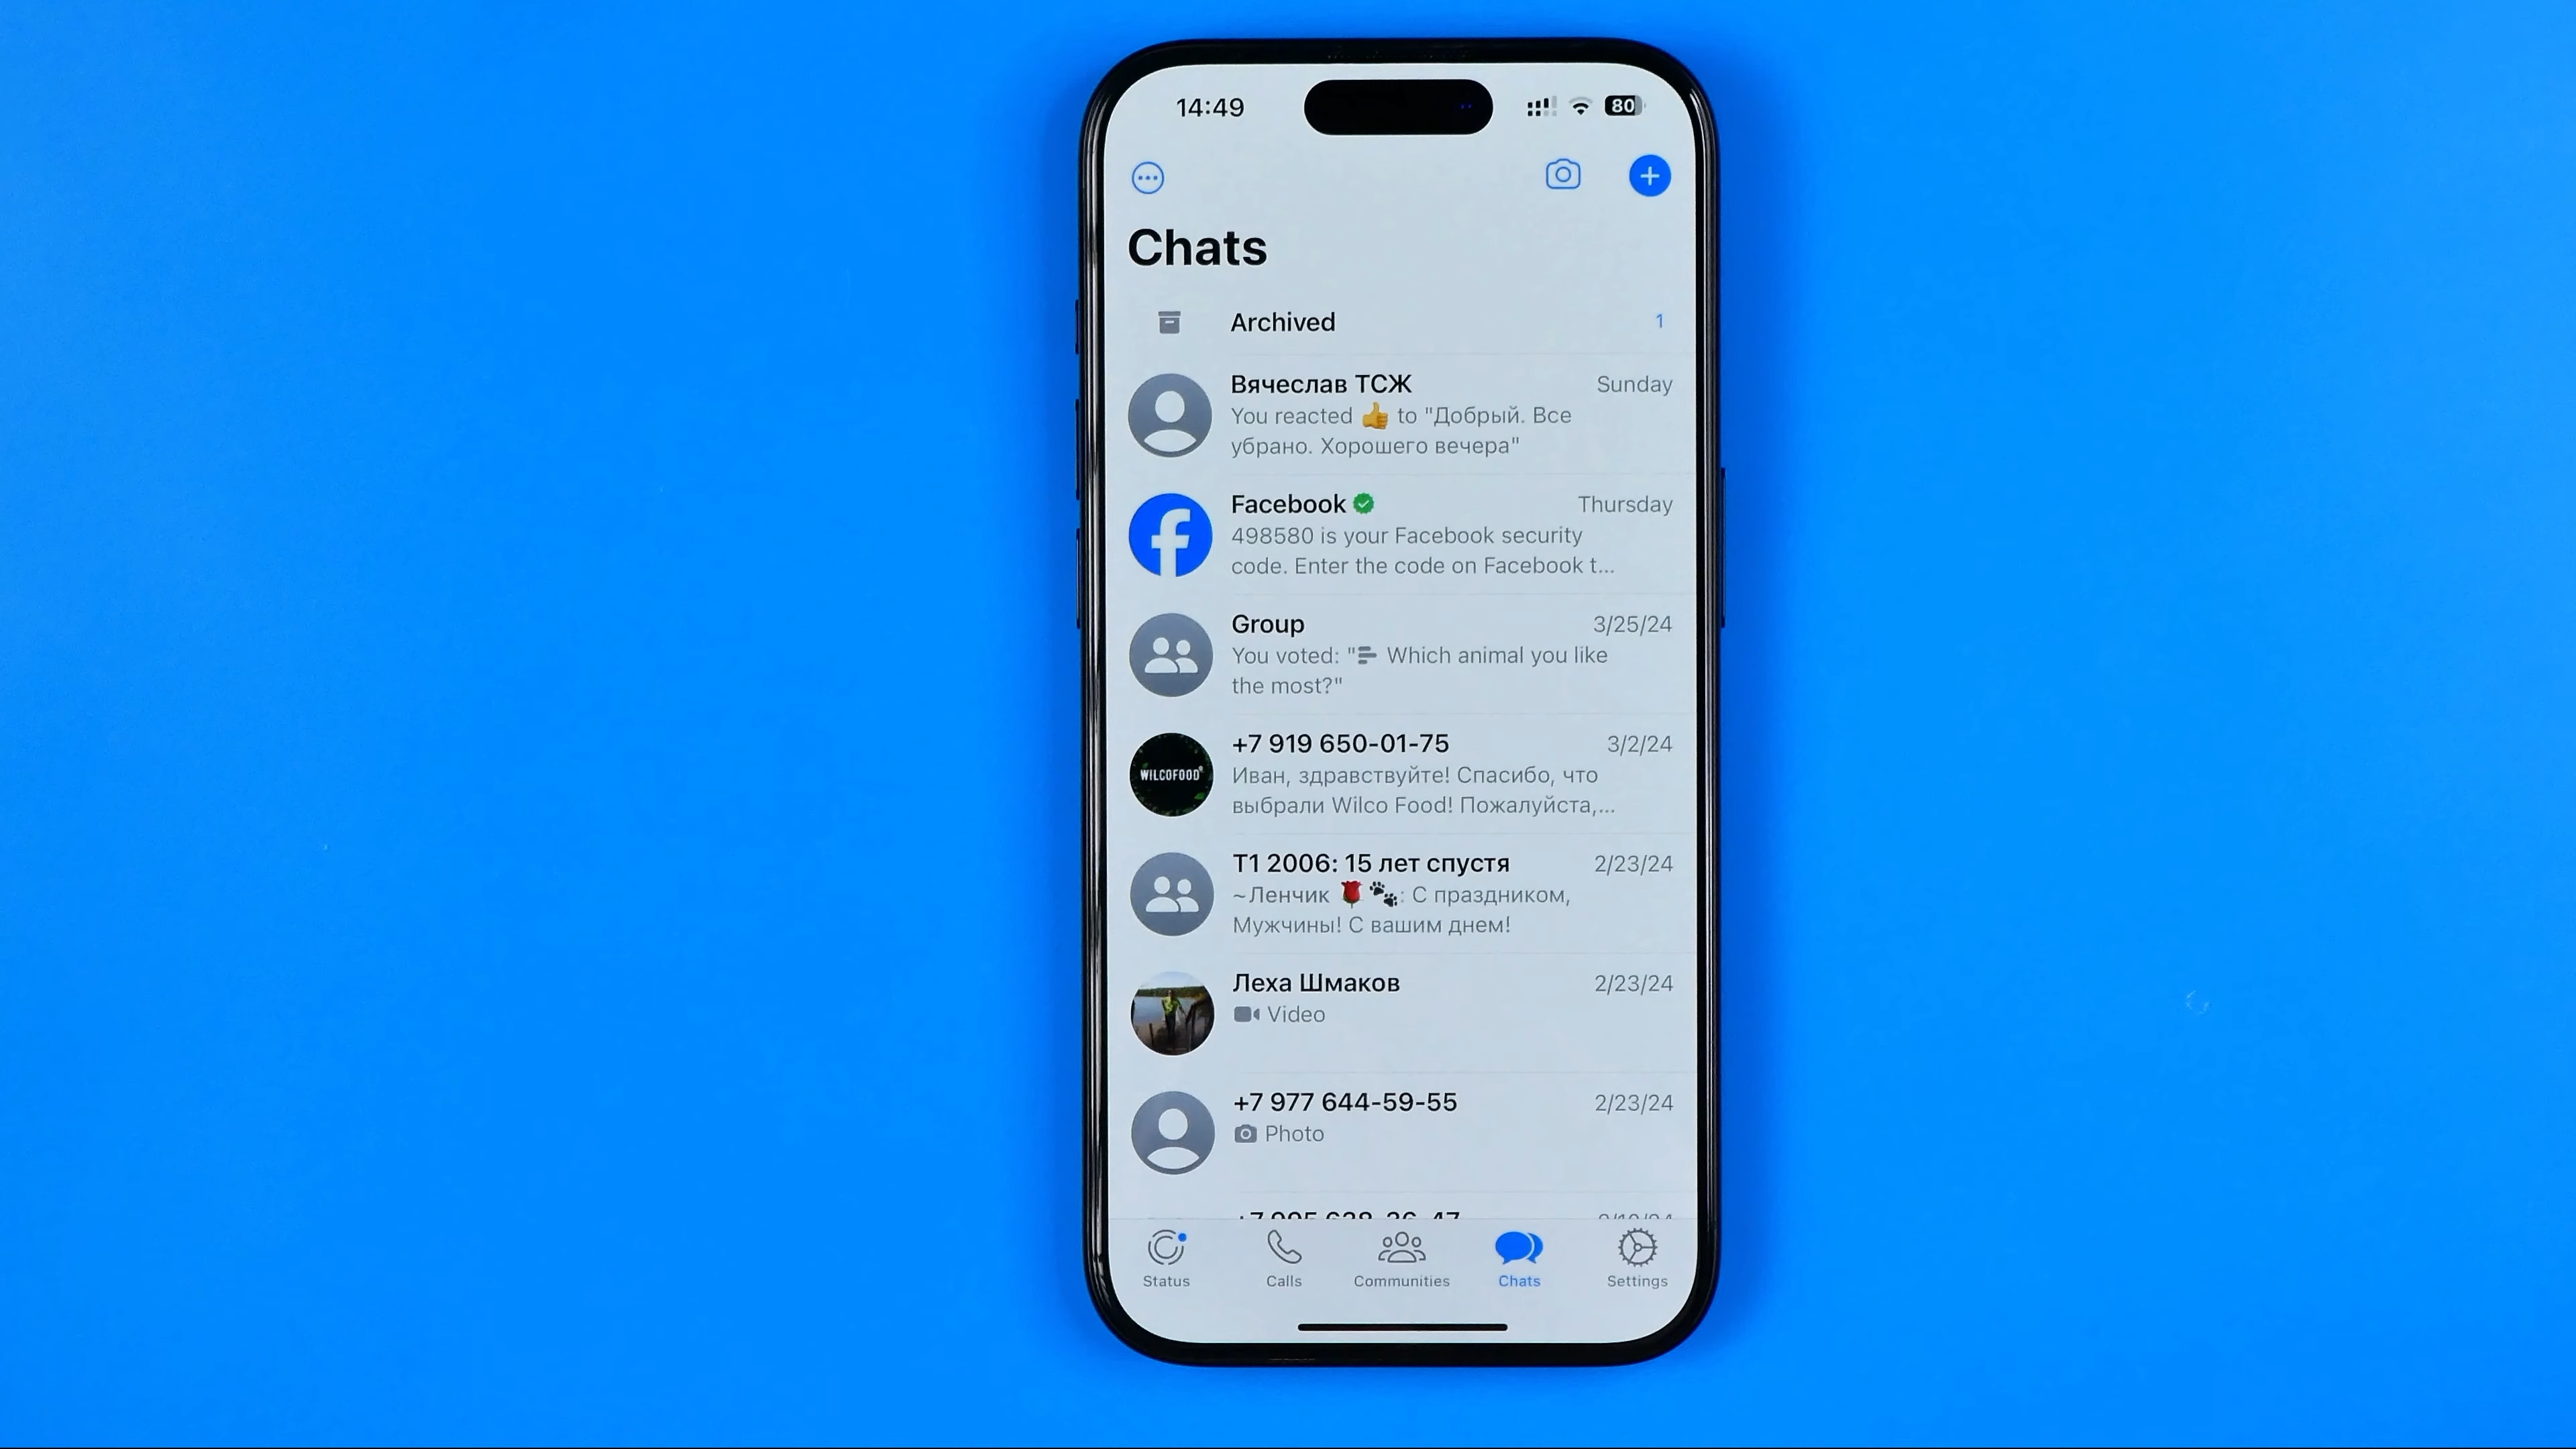 14:49
80
Chats
Archived 1
Вячеслав ТСЖ Sunday
You reacted 👍 to "Добрый. Все
убрано. Хорошего вечера"
Facebook Thursday
498580 is your Facebook security
code. Enter the code on Facebook t...
Group 3/25/24
You voted: " Which animal you like
the most?"
WILCOFOOD
+7 919 650-01-75 3/2/24
Иван, здравствуйте! Спасибо, что
выбрали Wilco Food! Пожалуйста,...
Т1 2006: 15 лет спустя 2/23/24
~Ленчик 🌹🐾: С праздником,
Мужчины! С вашим днем!
Леха Шмаков 2/23/24
Video
+7 977 644-59-55 2/23/24
Photo
Status Calls Communities Chats Settings